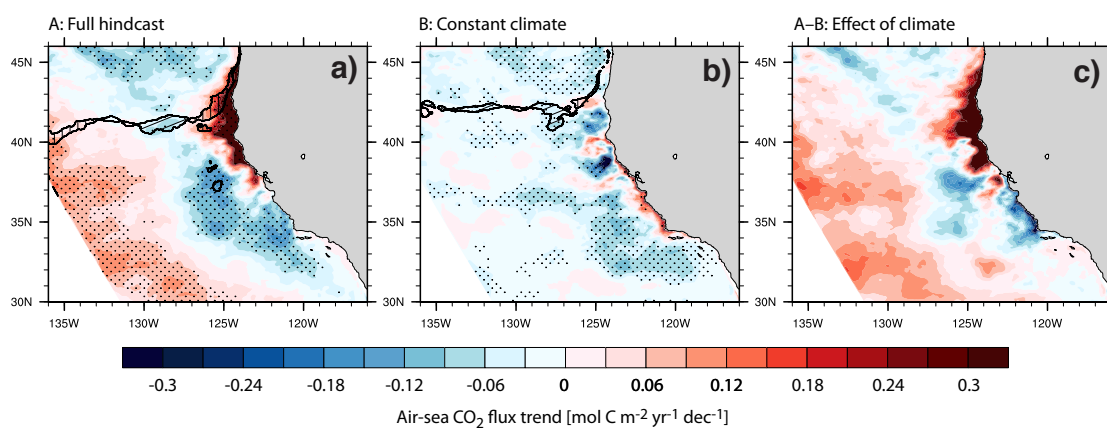 A: Full hindcast B: Constant climate A–B: Effect of climate
a) b) c)
45N 45N 45N
40N 40N 40N
35N 35N 35N
30N 30N 30N
135W 130W 125W 120W 135W 130W 125W 120W 135W 130W 125W 120W
-0.3 -0.24 -0.18 -0.12 -0.06 0 0.06 0.12 0.18 0.24 0.3
Air-sea CO₂ flux trend [mol C m⁻² yr⁻¹ dec⁻¹]